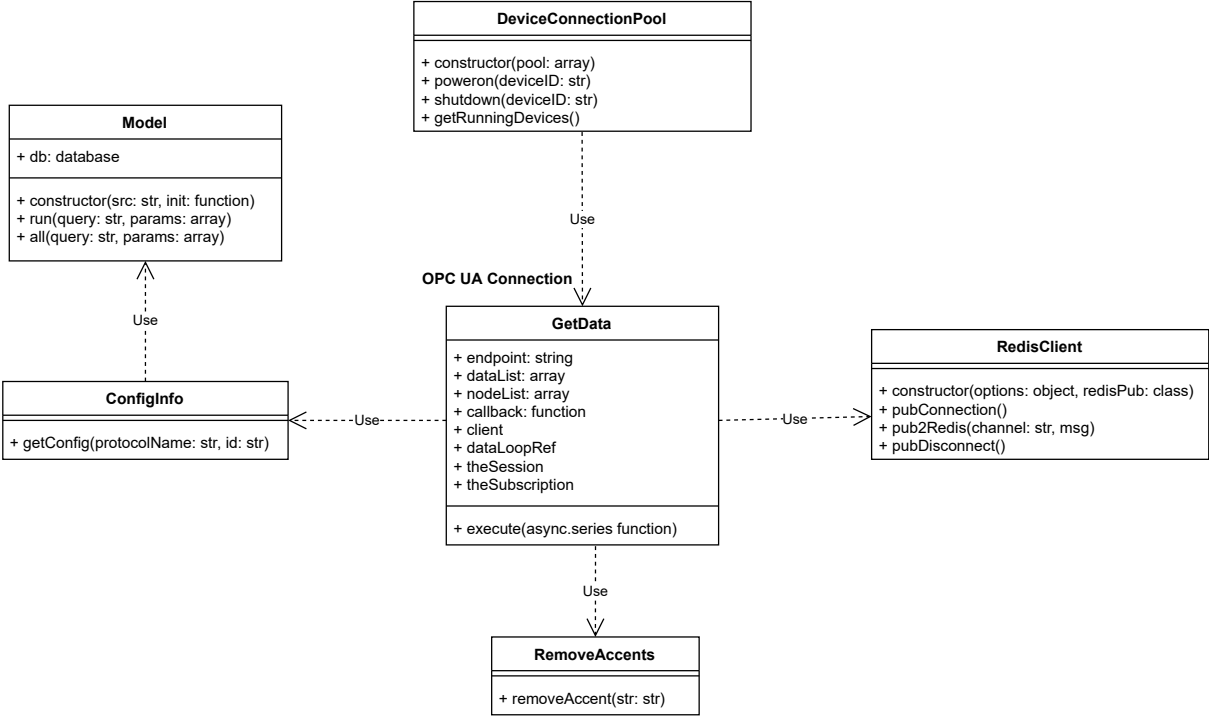 DeviceConnectionPool
+ constructor(pool: array)
+ poweron(deviceID: str)
+ shutdown(deviceID: str)
+ getRunningDevices()
Model
+ db: database
+ constructor(src: str, init: function)
+ run(query: str, params: array)
+ all(query: str, params: array)
Use
OPC UA Connection
Use
GetData
+ endpoint: string
+ dataList: array
+ nodeList: array
+ callback: function
+ client
+ dataLoopRef
+ theSession
+ theSubscription
+ execute(async.series function)
RedisClient
+ constructor(options: object, redisPub: class)
+ pubConnection()
+ pub2Redis(channel: str, msg)
+ pubDisconnect()
ConfigInfo
+ getConfig(protocolName: str, id: str)
Use
Use
Use
RemoveAccents
+ removeAccent(str: str)